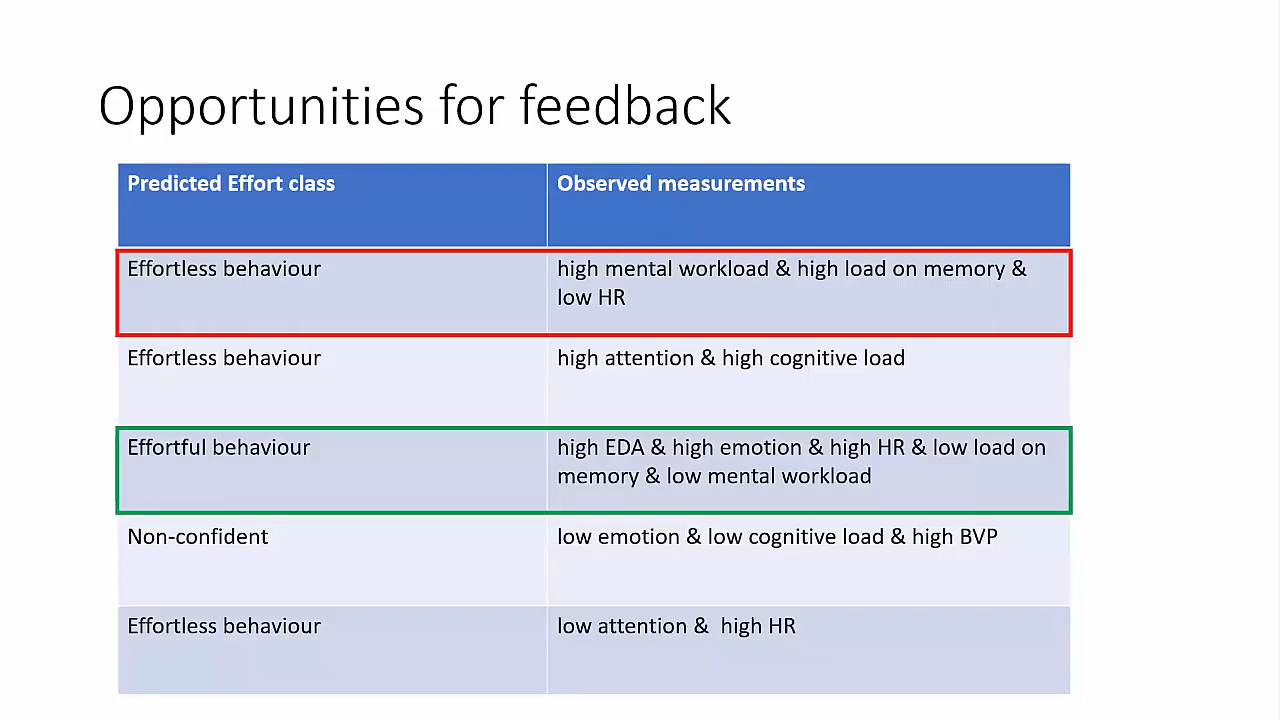 Opportunities for feedback
Predicted Effort class
Observed measurements
Effortless behaviour
high mental workload & high load on memory &
low HR
Effortless behaviour
high attention & high cognitive load
Effortful behaviour
high EDA & high emotion & high HR & low load on
memory & low mental workload
Non-confident
low emotion & low cognitive load & high BVP
Effortless behaviour
low attention &  high HR